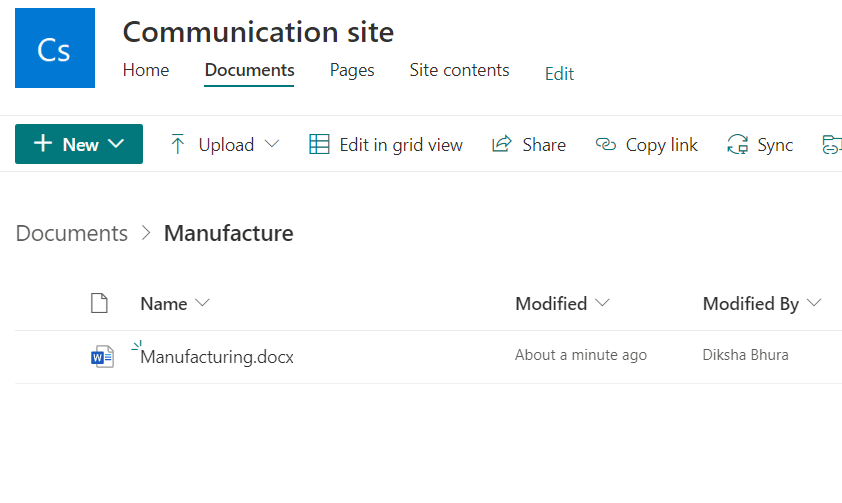 Cs
Communication site
Home Documents Pages Site contents Edit
New Upload Edit in grid view Share Copy link Sync
Documents > Manufacture
Name Modified Modified By
Manufacturing.docx About a minute ago Diksha Bhura